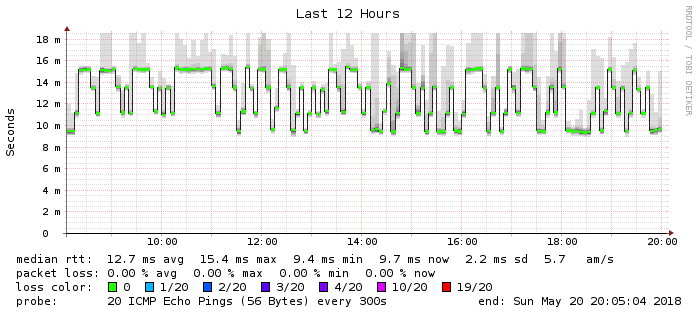 Last 12 Hours
RRDTOOL / TOBI OETIKER
Seconds
18 m
16 m
14 m
12 m
10 m
8 m
6 m
4 m
2 m
0
10:00 12:00 14:00 16:00 18:00 20:00
median rtt: 12.7 ms avg 15.4 ms max 9.4 ms min 9.7 ms now 2.2 ms sd 5.7 am/s
packet loss: 0.00 % avg 0.00 % max 0.00 % min 0.00 % now
loss color: 0 1/20 2/20 3/20 4/20 10/20 19/20
probe: 20 ICMP Echo Pings (56 Bytes) every 300s end: Sun May 20 20:05:04 2018